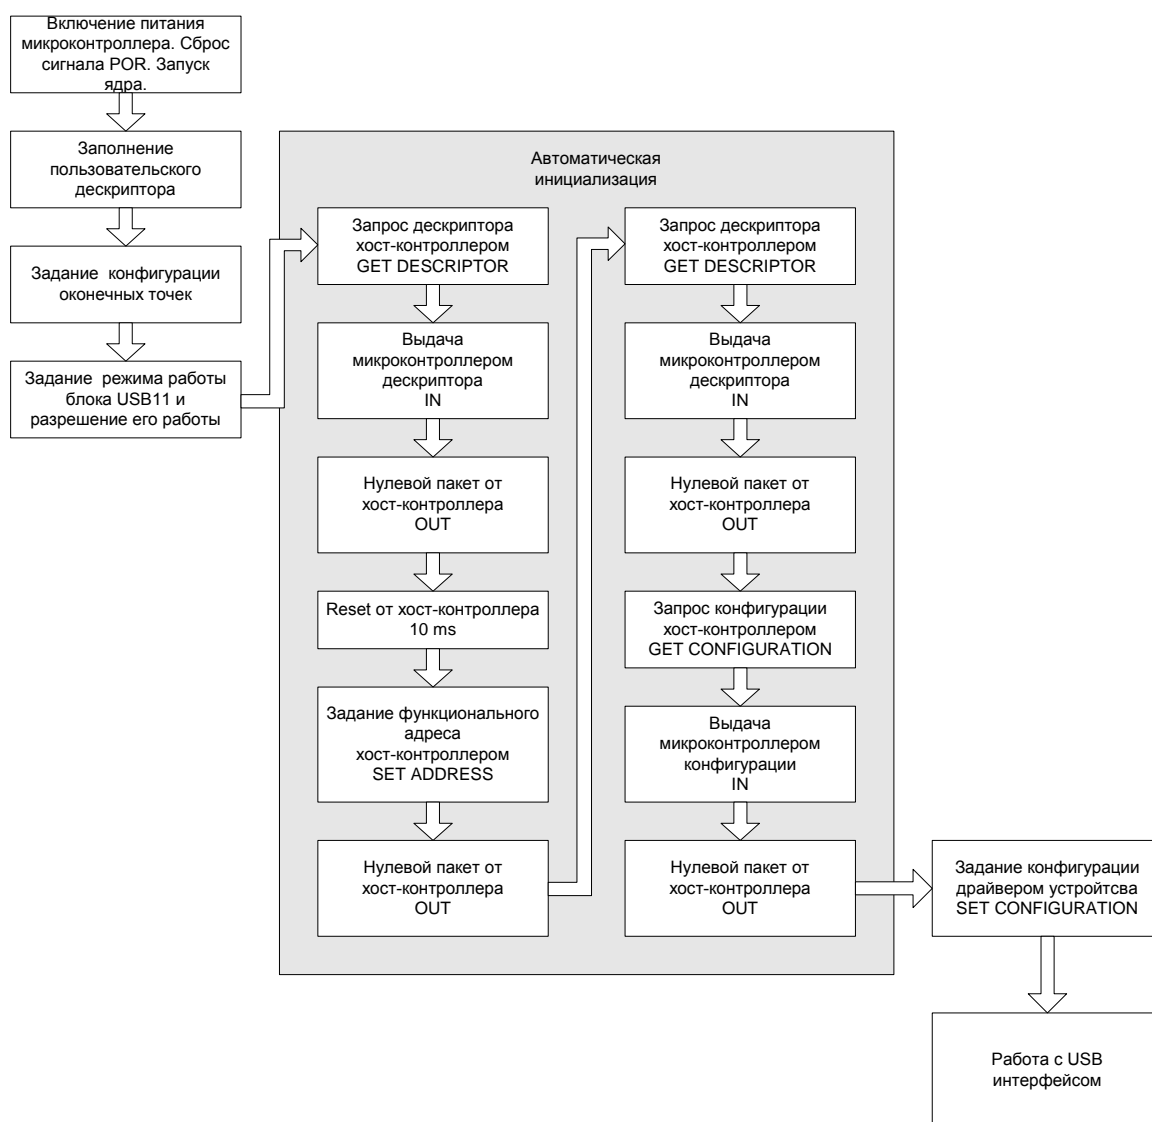 Включение питания
микроконтроллера. Сброс
сигнала POR. Запуск
ядра.
Заполнение
пользовательского
дескриптора
Задание конфигурации
оконечных точек
Задание режима работы
блока USB11 и
разрешение его работы
Автоматическая
инициализация
Запрос дескриптора
хост-контроллером
GET DESCRIPTOR
Выдача
микроконтроллером
дескриптора
IN
Нулевой пакет от
хост-контроллера
OUT
Reset от хост-контроллера
10 ms
Задание функционального
адреса
хост-контроллером
SET ADDRESS
Нулевой пакет от
хост-контроллера
OUT
Запрос дескриптора
хост-контроллером
GET DESCRIPTOR
Выдача
микроконтроллером
дескриптора
IN
Нулевой пакет от
хост-контроллера
OUT
Запрос конфигурации
хост-контроллером
GET CONFIGURATION
Выдача
микроконтроллером
конфигурации
IN
Нулевой пакет от
хост-контроллера
OUT
Задание конфигурации
драйвером устройтсва
SET CONFIGURATION
Работа с USB
интерфейсом